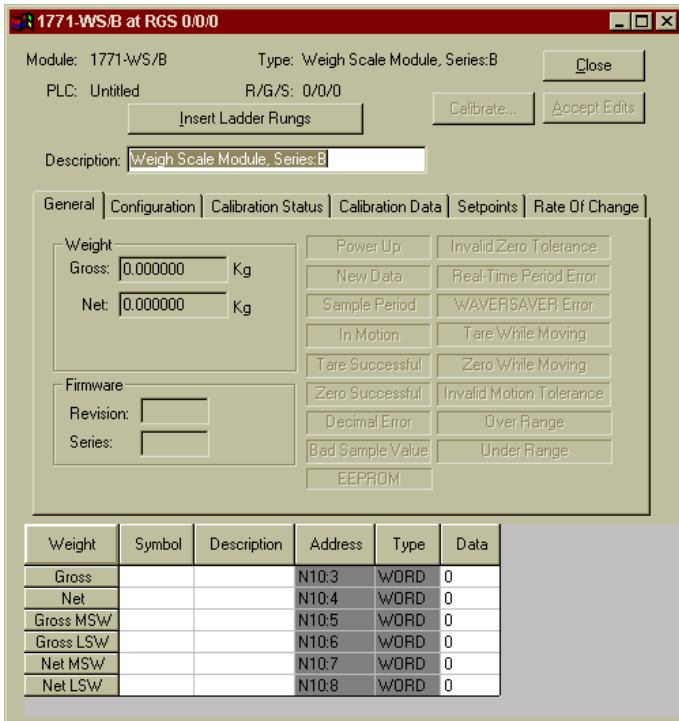 1771-WS/B at RGS 0/0/0
Module: 1771-WS/B Type: Weigh Scale Module, Series:B Close
PLC: Untitled R/G/S: 0/0/0
Insert Ladder Rungs Calibrate... Accept Edits
Description: Weigh Scale Module, Series:B
General Configuration Calibration Status Calibration Data Setpoints Rate Of Change
Weight Power Up Invalid Zero Tolerance
Gross: 0.000000 Kg New Data Real-Time Period Error
Net: 0.000000 Kg Sample Period WAVERSAVER Error
In Motion Tare While Moving
Tare Successful Zero While Moving
Firmware Zero Successful Invalid Motion Tolerance
Revision: Decimal Error Over Range
Series: Bad Sample Value Under Range
EEPROM
Weight Symbol Description Address Type Data
Gross N10:3 WORD 0
Net N10:4 WORD 0
Gross MSW N10:5 WORD 0
Gross LSW N10:6 WORD 0
Net MSW N10:7 WORD 0
Net LSW N10:8 WORD 0